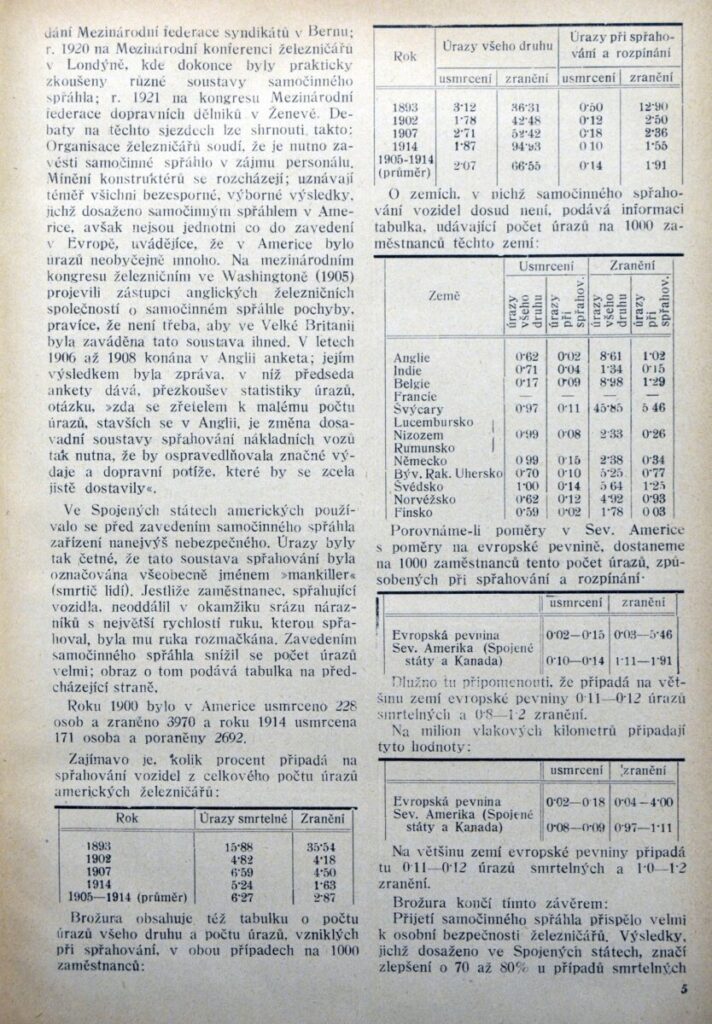 dání Mezinárodní federace syndikátů v Bernu;
r. 1920 na Mezinárodní konferenci železničářů
v Londýně, kde dokonce byly prakticky
zkoušeny různé soustavy samočinného
spřáhla; r. 1921 na kongresu Mezinárodní
federace dopravních dělníků v Ženevě. De-
baty na těchto sjezdech lze shrnouti takto:
Organisace železničářů soudí, že je nutno za-
vésti samočinné spřáhlo v zájmu personálu.
Mínění konstruktérů se rozcházejí; uznávají
téměř všichni bezesporné, výborné výsledky,
jichž dosaženo samočinným spřáhlem v Ame-
rice, avšak nejsou jednotni co do zavedení
v Evropě, uvádějíce, že v Americe bylo
úrazů neobyčejně mnoho. Na mezinárodním
kongresu železničním ve Washingtoně (1905)
projevili zástupci anglických železničních
společností o samočinném spřáhle pochyby,
pravíce, že není třeba, aby ve Velké Britanii
byla zaváděna tato soustava ihned. V letech
1906 až 1908 konána v Anglii anketa; jejím
výsledkem byla zpráva, v níž předseda
ankety dává, přezkoušev statistiky úrazů,
otázku, »zda se zřetelem k malému počtu
úrazů, stavších se v Anglii, je změna dosa-
vadní soustavy spřahování nákladních vozů
tak nutna, že by ospravedlňovala značné vý-
daje a dopravní potíže, které by se zcela
jistě dostavily«.
Ve Spojených státech amerických použí-
valo se před zavedením samočinného spřáhla
zařízení nanejvýš nebezpečného. Úrazy byly
tak četné, že tato soustava spřahování byla
označována všeobecně jménem »mankiller«
(smrtič lidí). Jestliže zaměstnanec, spřahující
vozidla, neoddálil v okamžiku srázu náraz-
níků s největší rychlostí ruku, kterou spřa-
hoval, byla mu ruka rozmačkána. Zavedením
samočinného spřáhla snížil se počet úrazů
velmi; obraz o tom podává tabulka na před-
cházející straně.
Roku 1900 bylo v Americe usmrceno 228
osob a zraněno 3970 a roku 1914 usmrcena
171 osoba a poraněny 2692.
Zajímavo je, kolik procent připadá na
spřahování vozidel z celkového počtu úrazů
amerických železničářů:
Rok Úrazy smrtelné Zranění
1893 15·88 35·54
1902 4·82 4·18
1907 6·59 4·50
1914 5·24 1·63
1905—1914 (průměr) 6·27 2·87
Brožura obsahuje též tabulku o počtu
úrazů všeho druhu a počtu úrazů, vzniklých
při spřahování, v obou případech na 1000
zaměstnanců:
Rok Úrazy všeho druhu Úrazy při spřaho-
vání a rozpínání
usmrcení zranění usmrcení zranění
1893 3·12 36·31 0·50 12·90
1902 1·78 42·48 0·12 2·50
1907 2·71 52·42 0·18 2·36
1914 1·87 94·93 0 10 1·55
1905-1914
(průměr) 2·07 66·55 0·14 1·91
O zemích, v nichž samočinného spřaho-
vání vozidel dosud není, podává informaci
tabulka, udávající počet úrazů na 1000 za-
městnanců těchto zemí:
Země Usmrcení Zranění
úrazy všeho druhu úrazy při spřahov. úrazy všeho druhu úrazy při spřahov.
Anglie 0·62 0·02 8·61 1·02
Indie 0·71 0·04 1·34 0·15
Belgie 0·17 0·09 8·98 1·29
Francie — — — —
Švýcary 0·97 0·11 45·85 5 46
Lucembursko
Nizozem 0·99 0·08 2·33 0·26
Rumunsko
Německo 0 99 0·15 2·38 0·34
Býv. Rak. Uhersko 0·70 0·10 5·25 0·77
Švédsko 1·00 0·14 5 64 1·25
Norvéžsko 0·62 0·12 4·92 0·93
Finsko 0·59 0·02 1·78 0 03
Porovnáme-li poměry v Sev. Americe
s poměry na evropské pevnině, dostaneme
na 1000 zaměstnanců tento počet úrazů, způ-
sobených při spřahování a rozpínání·
usmrcení zranění
Evropská pevnina 0·02—0·15 0·03—5·46
Sev. Amerika (Spojené
státy a Kanada) 0·10—0·14 1·11—1·91
Dlužno tu připomenouti, že připadá na vět-
šinu zemí evropské pevniny 0·11—0·12 úrazů
smrtelných a 0·8—1·2 zranění.
Na milion vlakových kilometrů připadají
tyto hodnoty:
usmrcení zranění
Evropská pevnina 0·02—0·18 0·04—4·00
Sev. Amerika (Spojené
státy a Kanada) 0·08—0·09 0·97—1·11
Na většinu zemí evropské pevniny připadá
tu 0·11—0·12 úrazů smrtelných a 1·0—1·2
zranění.
Brožura končí tímto závěrem:
Přijetí samočinného spřáhla přispělo velmi
k osobní bezpečnosti železničářů. Výsledky,
jichž dosaženo ve Spojených státech, značí
zlepšení o 70 až 80% u případů smrtelných
5